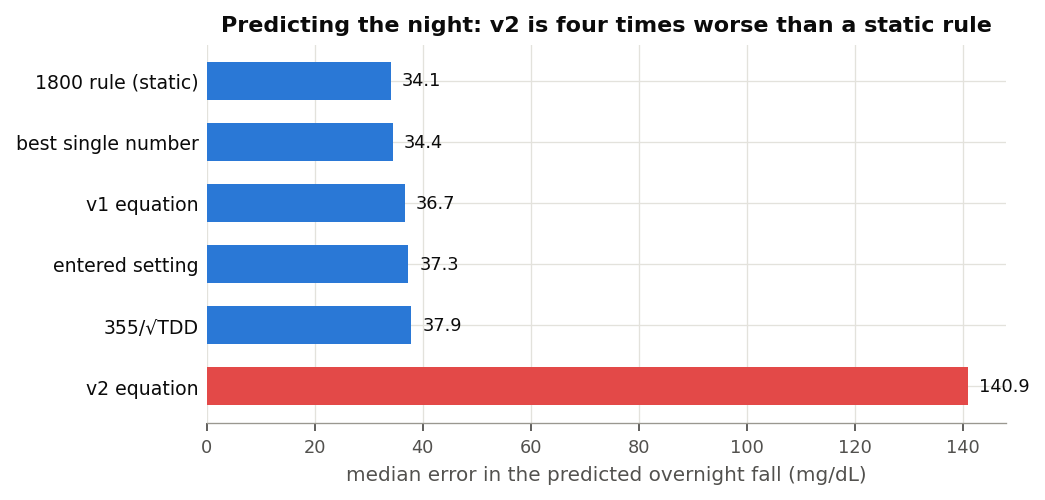 Predicting the night: v2 is four times worse than a static rule
1800 rule (static) 34.1
best single number 34.4
v1 equation 36.7
entered setting 37.3
355/√TDD 37.9
v2 equation 140.9
0 20 40 60 80 100 120 140
median error in the predicted overnight fall (mg/dL)